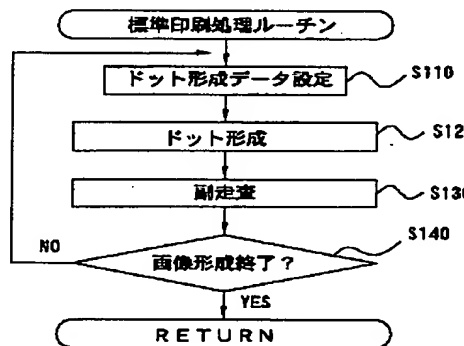 標準印刷処理ルーチン
ドット形成データ設定
S110
ドット形成
S12
副走査
S130
画像形成終了？
S140
NO
YES
RETURN